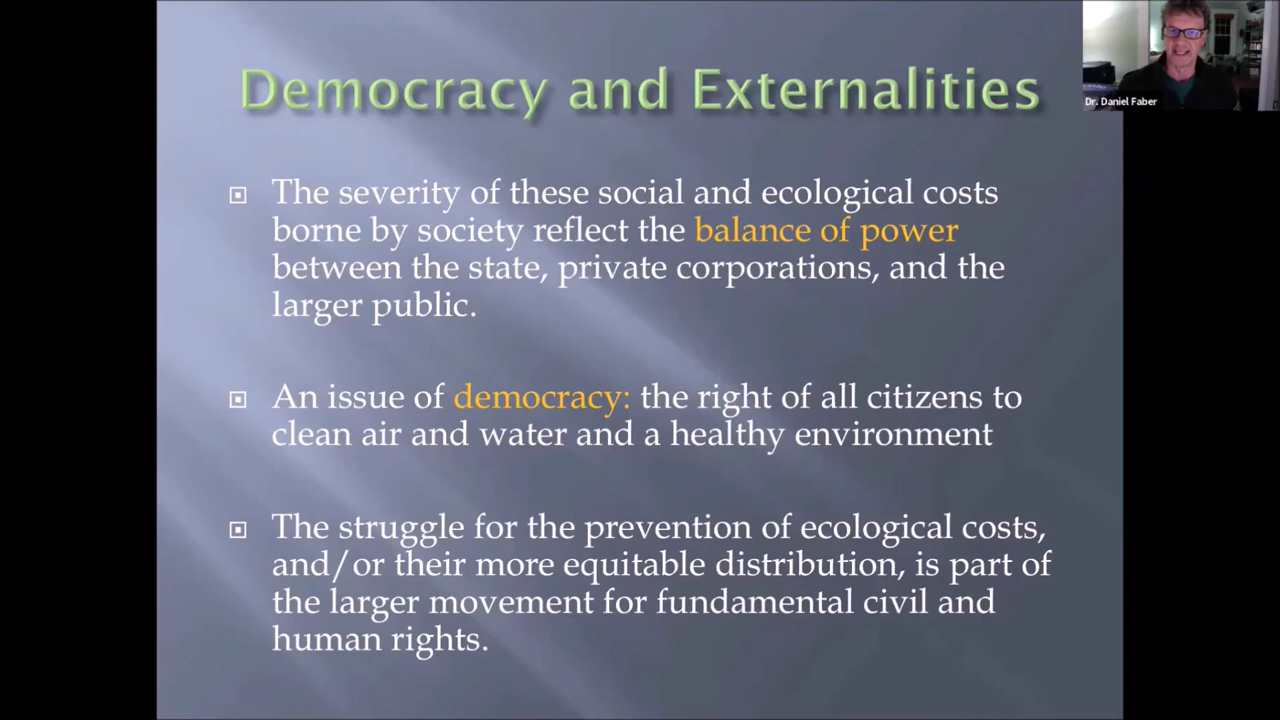 Democracy and Externalities
Dr. Daniel Faber
The severity of these social and ecological costs
borne by society reflect the balance of power
between the state, private corporations, and the
larger public.
An issue of democracy: the right of all citizens to
clean air and water and a healthy environment
The struggle for the prevention of ecological costs,
and/or their more equitable distribution, is part of
the larger movement for fundamental civil and
human rights.